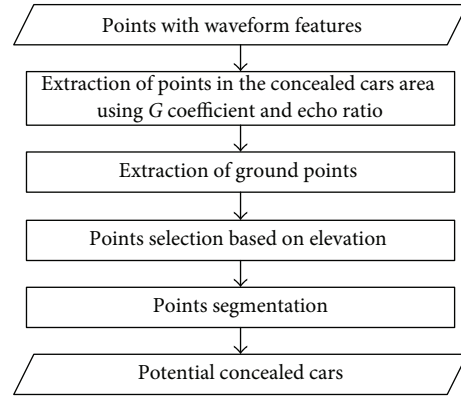 Points with waveform features
Extraction of points in the concealed cars area
using G coefficient and echo ratio
Extraction of ground points
Points selection based on elevation
Points segmentation
Potential concealed cars